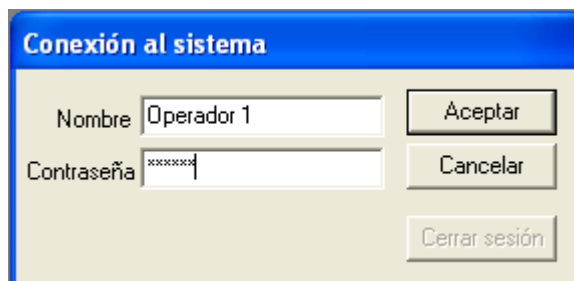 Conexión al sistema
Nombre Operador 1 Aceptar
Contraseña ****** Cancelar
Cerrar sesión